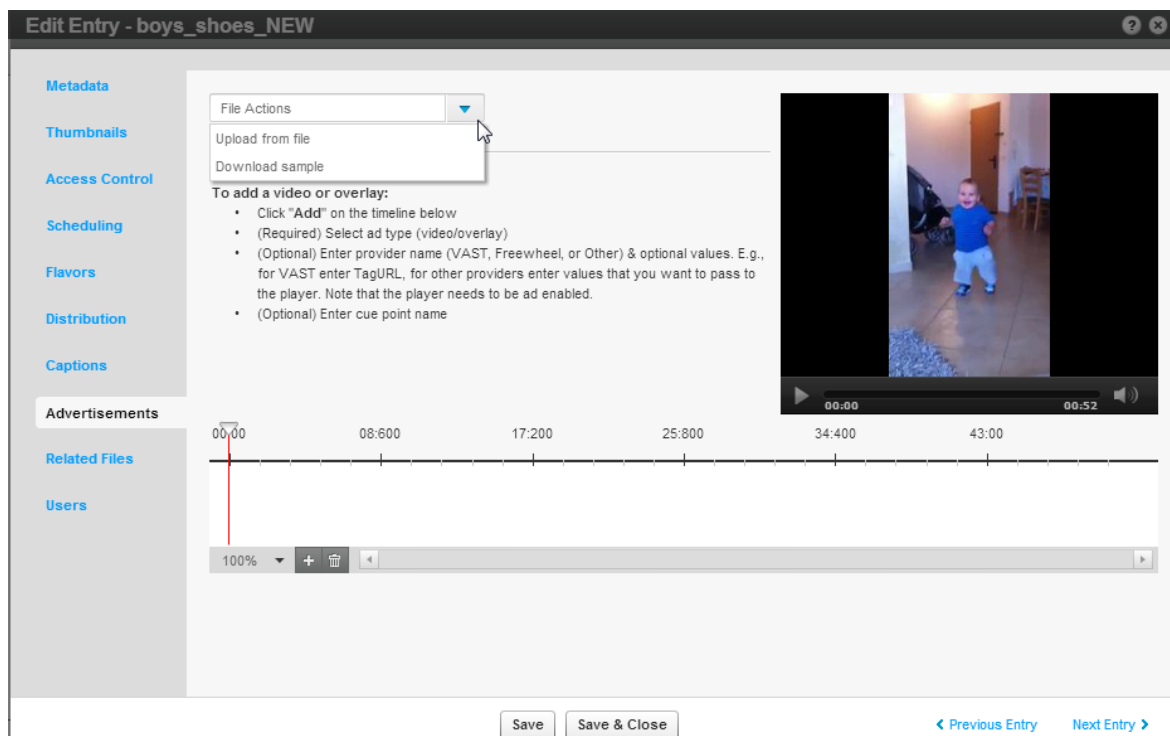 Edit Entry - boys_shoes_NEW
Metadata
Thumbnails
Access Control
Scheduling
Flavors
Distribution
Captions
Advertisements
Related Files
Users
File Actions
Upload from file
Download sample
To add a video or overlay:
• Click "Add" on the timeline below
• (Required) Select ad type (video/overlay)
• (Optional) Enter provider name (VAST, Freewheel, or Other) & optional values. E.g.,
for VAST enter TagURL, for other providers enter values that you want to pass to
the player. Note that the player needs to be ad enabled.
• (Optional) Enter cue point name
00:00 00:52
00:00 08:600 17:200 25:800 34:400 43:00
100%
Save Save & Close Previous Entry Next Entry